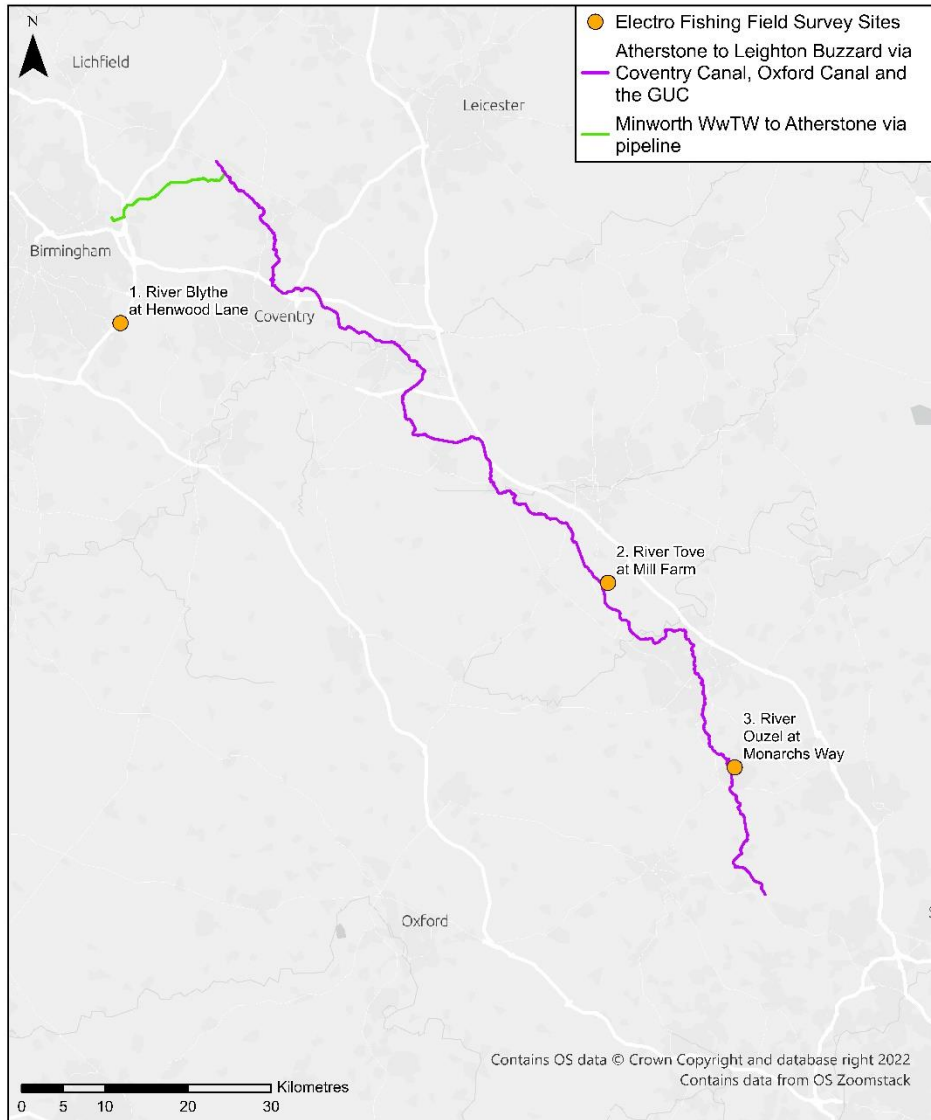 N
Electro Fishing Field Survey Sites
Atherstone to Leighton Buzzard via
Coventry Canal, Oxford Canal and
the GUC
Minworth WwTW to Atherstone via
pipeline
Lichfield
Leicester
Birmingham
1. River Blythe
at Henwood Lane
Coventry
2. River Tove
at Mill Farm
3. River
Ouzel at
Monarchs Way
Oxford
S
Contains OS data © Crown Copyright and database right 2022
Contains data from OS Zoomstack
Kilometres
0 5 10 20 30